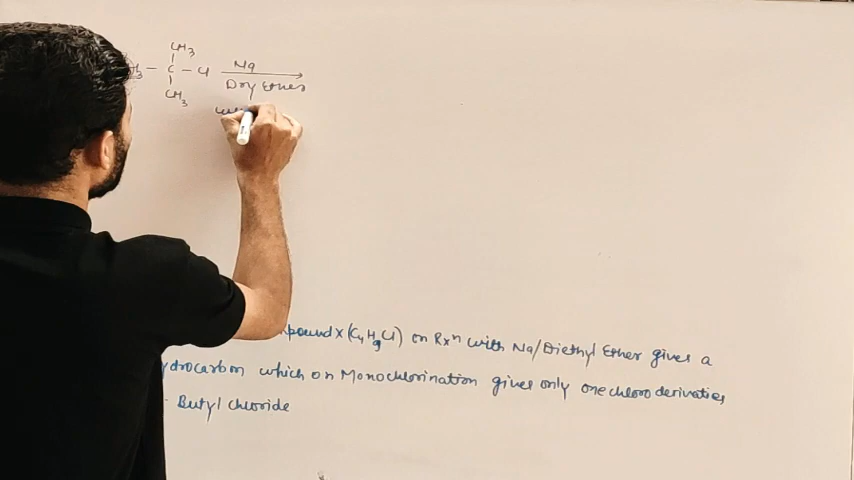 CH3
— C — Cl Na
CH3 Dry Ether
pound X (C4H9Cl) on Rxn with Na/Diethyl Ether gives a
ydrocarbon which on Monochlorination gives only one chloro derivaties
- Butyl chloride